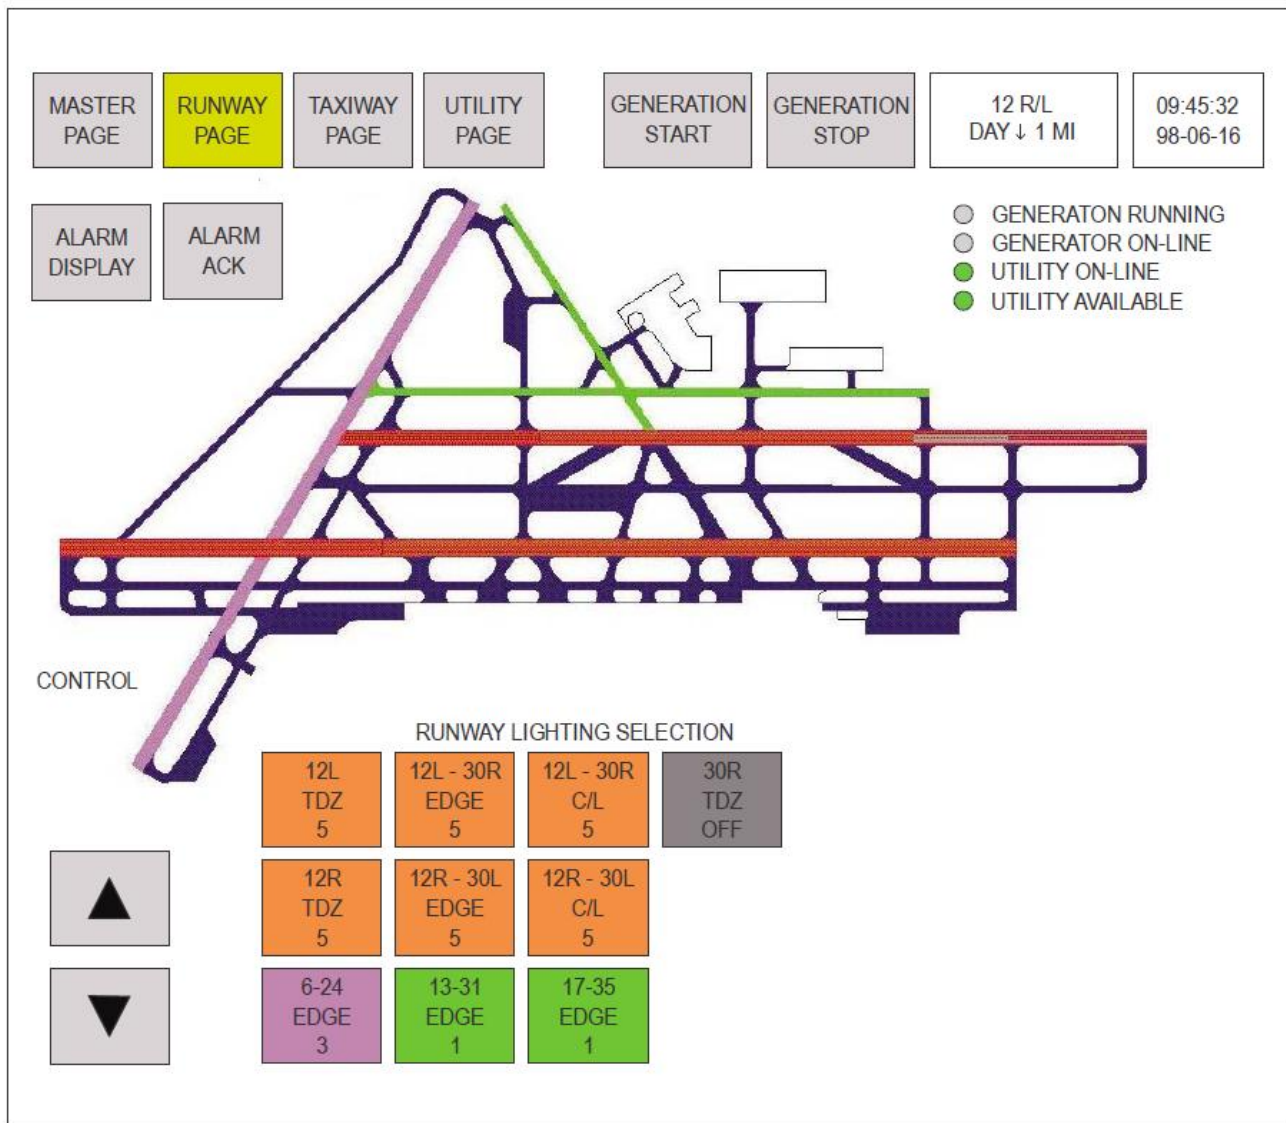 MASTER
PAGE
RUNWAY
PAGE
TAXIWAY
PAGE
UTILITY
PAGE
GENERATION
START
GENERATION
STOP
12 R/L
DAY ↓ 1 MI
09:45:32
98-06-16
ALARM
DISPLAY
ALARM
ACK
GENERATON RUNNING
GENERATOR ON-LINE
UTILITY ON-LINE
UTILITY AVAILABLE
CONTROL
RUNWAY LIGHTING SELECTION
12L
TDZ
5
12L - 30R
EDGE
5
12L - 30R
C/L
5
30R
TDZ
OFF
12R
TDZ
5
12R - 30L
EDGE
5
12R - 30L
C/L
5
6-24
EDGE
3
13-31
EDGE
1
17-35
EDGE
1